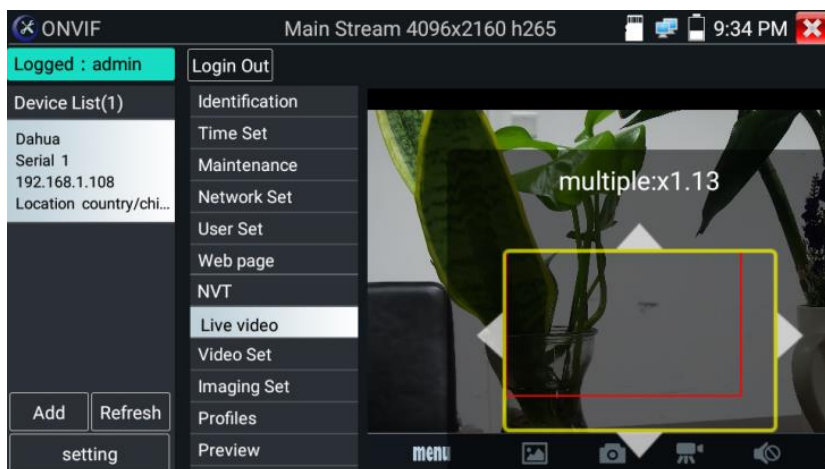 ONVIF
Main Stream 4096x2160 h265
9:34 PM
Logged : admin
Login Out
Device List(1)
Dahua
Serial 1
192.168.1.108
Location country/chi...
Identification
Time Set
Maintenance
Network Set
User Set
Web page
NVT
Live video
Video Set
Imaging Set
Profiles
Preview
Add
Refresh
setting
multiple:x1.13
menu